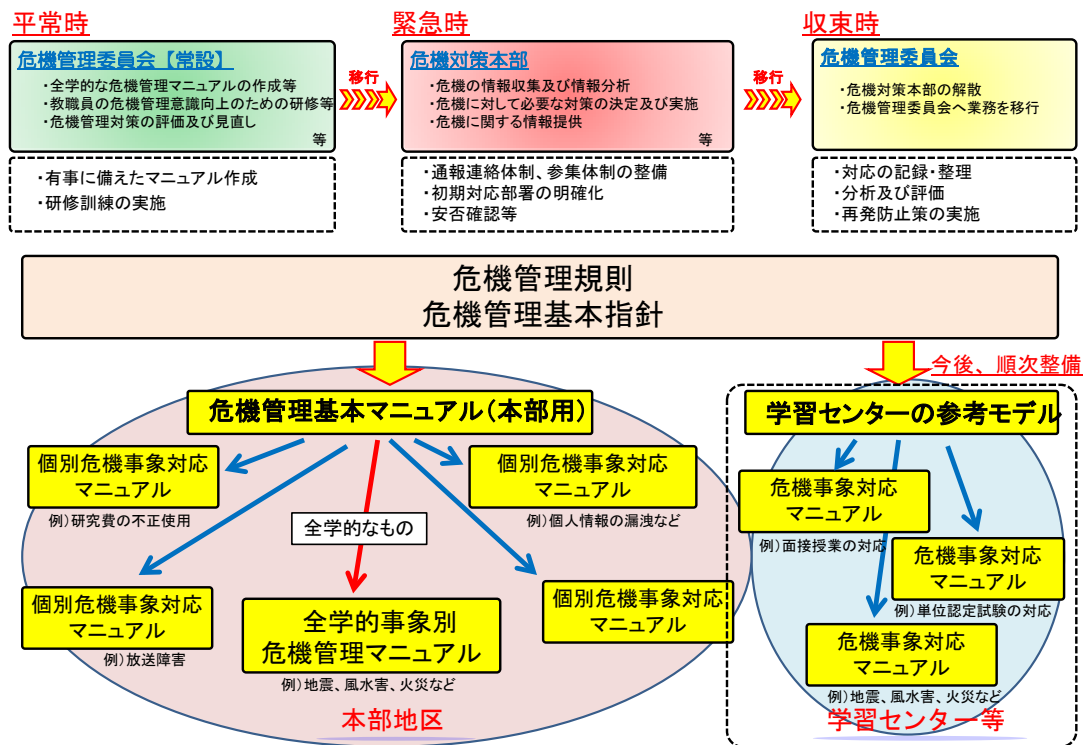 平常時
危機管理委員会【常設】
・全学的な危機管理マニュアルの作成等
・教職員の危機管理意識向上のための研修等
・危機管理対策の評価及び見直し
等
・有事に備えたマニュアル作成
・研修訓練の実施
移行
緊急時
危機対策本部
・危機の情報収集及び情報分析
・危機に対して必要な対策の決定及び実施
・危機に関する情報提供
等
・通報連絡体制、参集体制の整備
・初期対応部署の明確化
・安否確認等
移行
収束時
危機管理委員会
・危機対策本部の解散
・危機管理委員会へ業務を移行
・対応の記録・整理
・分析及び評価
・再発防止策の実施
危機管理規則
危機管理基本指針
危機管理基本マニュアル(本部用)
個別危機事象対応
マニュアル
例)研究費の不正使用
個別危機事象対応
マニュアル
例)個人情報の漏洩など
全学的なもの
個別危機事象対応
マニュアル
例)放送障害
全学的事象別
危機管理マニュアル
例)地震、風水害、火災など
個別危機事象対応
マニュアル
本部地区
今後、順次整備
学習センターの参考モデル
危機事象対応
マニュアル
例)面接授業の対応
危機事象対応
マニュアル
例)単位認定試験の対応
危機事象対応
マニュアル
例)地震、風水害、火災など
学習センター等